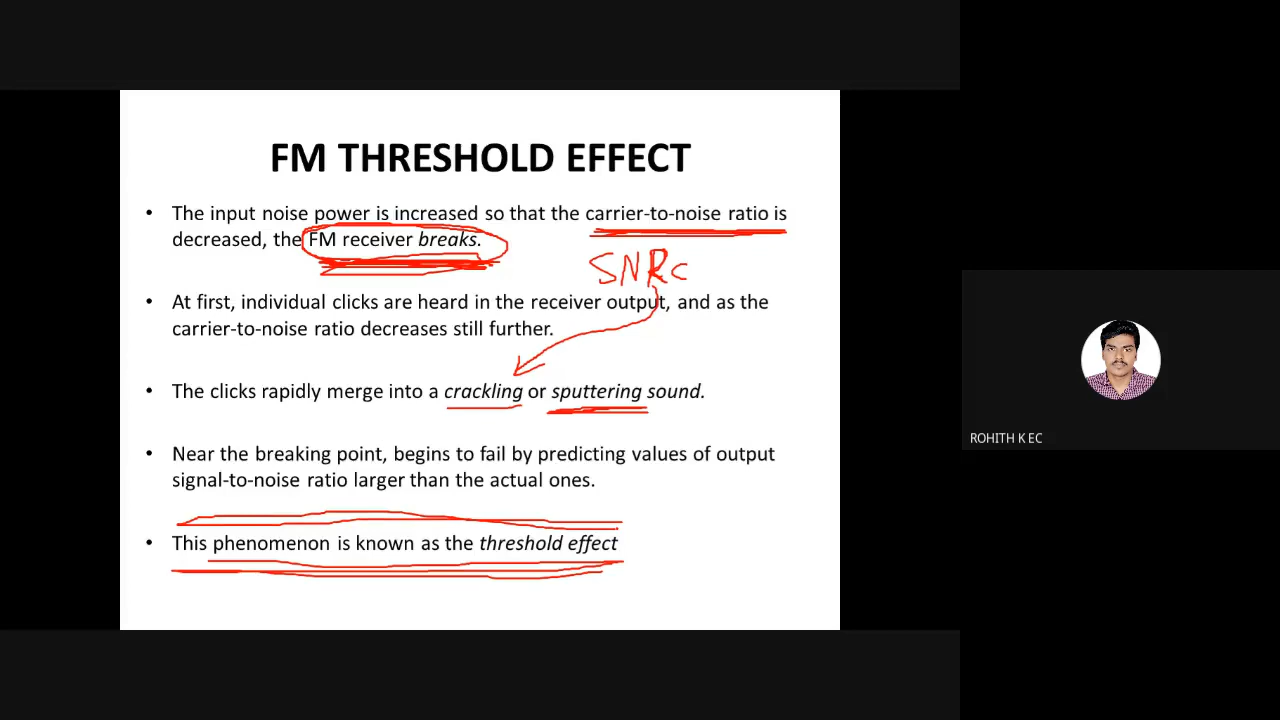 FM THRESHOLD EFFECT
• The input noise power is increased so that the carrier-to-noise ratio is
decreased, the FM receiver breaks.
SNRc
• At first, individual clicks are heard in the receiver output, and as the
carrier-to-noise ratio decreases still further.
• The clicks rapidly merge into a crackling or sputtering sound.
• Near the breaking point, begins to fail by predicting values of output
signal-to-noise ratio larger than the actual ones.
• This phenomenon is known as the threshold effect
ROHITH K EC